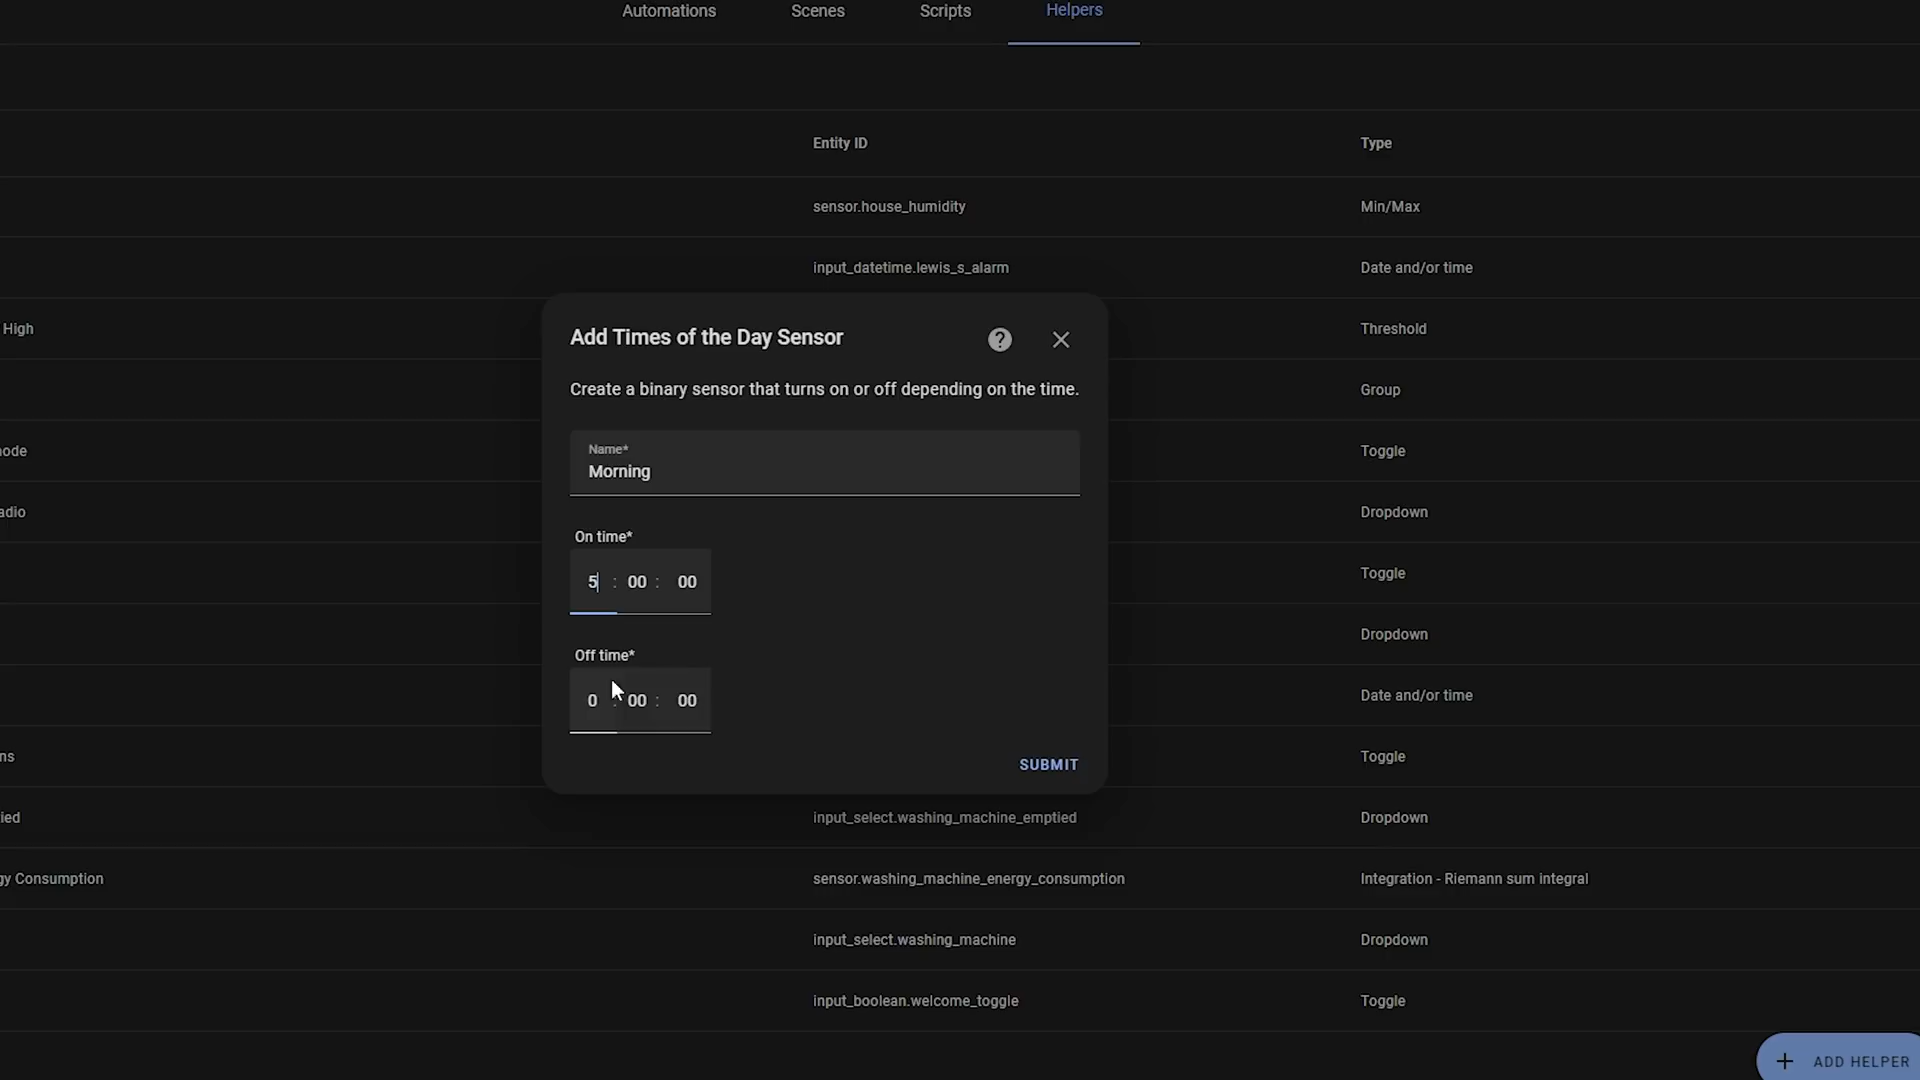 Automations Scenes Scripts Helpers
Entity ID Type
sensor.house_humidity Min/Max
input_datetime.lewis_s_alarm Date and/or time
High Threshold
Add Times of the Day Sensor
Create a binary sensor that turns on or off depending on the time. Group
Name*
Morning
ode Toggle
adio Dropdown
On time*
5 : 00 : 00
Toggle
Off time*
0 : 00 : 00
Dropdown
Date and/or time
SUBMIT
ns Toggle
ied input_select.washing_machine_emptied Dropdown
gy Consumption sensor.washing_machine_energy_consumption Integration - Riemann sum integral
input_select.washing_machine Dropdown
input_boolean.welcome_toggle Toggle
+ ADD HELPER